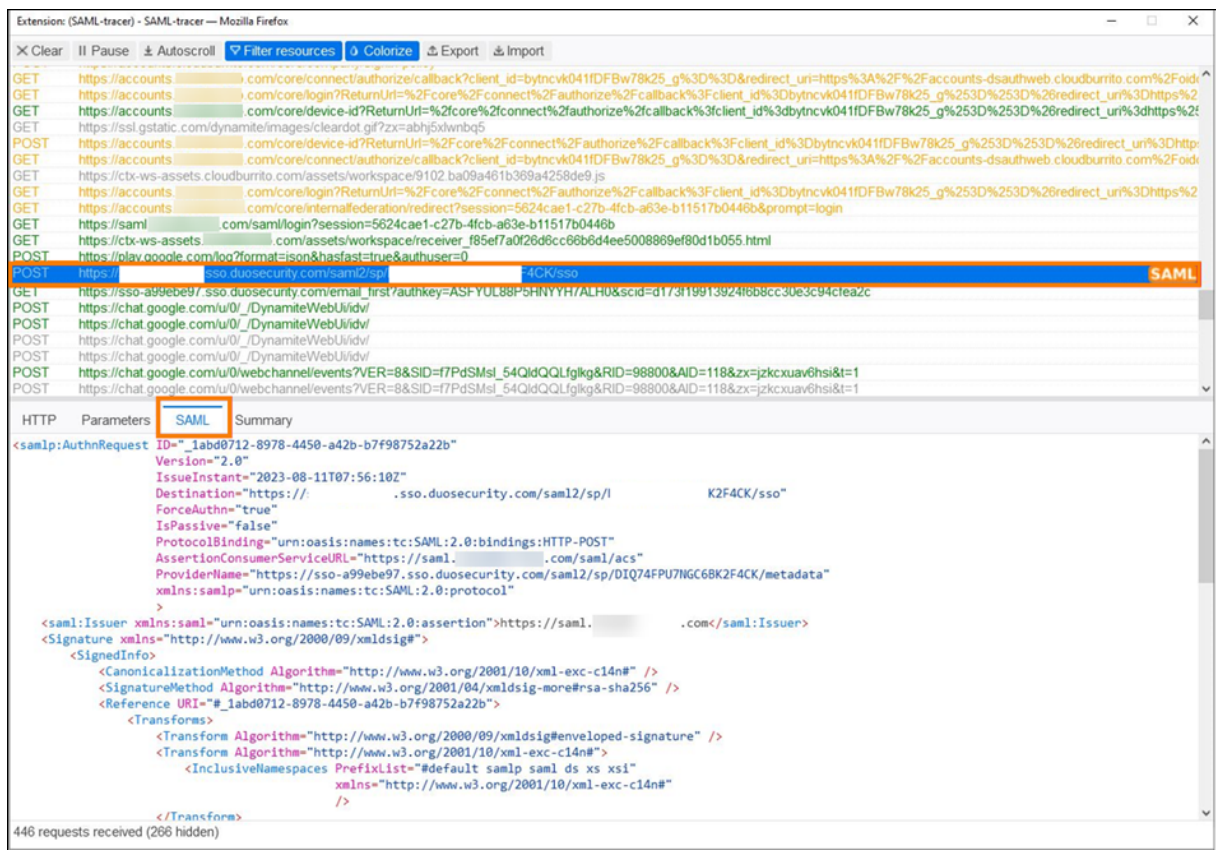 Extension: (SAML-tracer) - SAML-tracer — Mozilla Firefox
Clear Pause Autoscroll Filter resources Colorize Export Import
GET https://accounts. .com/core/connect/authorize/callback?client_id=bytncvk041fDFBw78k25_g%3D%3D&redirect_uri=https%3A%2F%2Faccounts-dsauthweb.cloudburrito.com%2Foidc
GET https://accounts. .com/core/login?ReturnUrl=%2Fcore%2Fconnect%2Fauthorize%2Fcallback%3Fclient_id%3Dbytncvk041fDFBw78k25_g%253D%253D%26redirect_uri%3Dhttps%2
GET https://accounts. .com/core/device-id?ReturnUrl=%2fcore%2fconnect%2fauthorize%2fcallback%3fclient_id%3dbytncvk041fDFBw78k25_g%253D%253D%26redirect_uri%3dhttps%25
GET https://ssl.gstatic.com/dynamite/images/cleardot.gif?zx=abhj5xlwnbq5
POST https://accounts. .com/core/device-id?ReturnUrl=%2Fcore%2Fconnect%2Fauthorize%2Fcallback%3Fclient_id%3Dbytncvk041fDFBw78k25_g%253D%253D%26redirect_uri%3Dhttp
GET https://accounts. .com/core/connect/authorize/callback?client_id=bytncvk041fDFBw78k25_g%3D%3D&redirect_uri=https%3A%2F%2Faccounts-dsauthweb.cloudburrito.com%2Foidc
GET https://ctx-ws-assets.cloudburrito.com/assets/workspace/9102.ba09a461b369a4258de9.js
GET https://accounts. .com/core/login?ReturnUrl=%2Fcore%2Fconnect%2Fauthorize%2Fcallback%3Fclient_id%3Dbytncvk041fDFBw78k25_g%253D%253D%26redirect_uri%3Dhttps%2
GET https://accounts. .com/core/internalfederation/redirect?session=5624cae1-c27b-4fcb-a63e-b11517b0446b&prompt=login
GET https://saml .com/saml/login?session=5624cae1-c27b-4fcb-a63e-b11517b0446b
GET https://ctx-ws-assets. .com/assets/workspace/receiver_f85ef7a0f26d6cc66b6d4ee5008869ef80d1b055.html
POST https://play.google.com/log?format=json&hasfast=true&authuser=0
POST https:// sso.duosecurity.com/saml2/sp/ F4CK/sso SAML
GET https://sso-a99ebe97.sso.duosecurity.com/email_first?authkey=ASFYUL88P5HNYYH7ALH0&scid=d173f19913924f6b8cc30e3c94cfea2c
POST https://chat.google.com/u/0/_/DynamiteWebUi/idv/
POST https://chat.google.com/u/0/_/DynamiteWebUi/idv/
POST https://chat.google.com/u/0/_/DynamiteWebUi/idv/
POST https://chat.google.com/u/0/_/DynamiteWebUi/idv/
POST https://chat.google.com/u/0/webchannel/events?VER=8&SID=f7PdSMsI_54QIdQQLfgIkg&RID=98800&AID=118&zx=jzkcxuav6hsi&t=1
POST https://chat.google.com/u/0/webchannel/events?VER=8&SID=f7PdSMsI_54QIdQQLfgIkg&RID=98800&AID=118&zx=jzkcxuav6hsi&t=1
HTTP Parameters SAML Summary
<samlp:AuthnRequest ID="_1abd0712-8978-4450-a42b-b7f98752a22b"
Version="2.0"
IssueInstant="2023-08-11T07:56:10Z"
Destination="https:// .sso.duosecurity.com/saml2/sp/ K2F4CK/sso"
ForceAuthn="true"
IsPassive="false"
ProtocolBinding="urn:oasis:names:tc:SAML:2.0:bindings:HTTP-POST"
AssertionConsumerServiceURL="https://saml. .com/saml/acs"
ProviderName="https://sso-a99ebe97.sso.duosecurity.com/saml2/sp/DIQ74FPU7NGC6BK2F4CK/metadata"
xmlns:samlp="urn:oasis:names:tc:SAML:2.0:protocol"
>
<saml:Issuer xmlns:saml="urn:oasis:names:tc:SAML:2.0:assertion">https://saml. .com</saml:Issuer>
<Signature xmlns="http://www.w3.org/2000/09/xmldsig#">
<SignedInfo>
<CanonicalizationMethod Algorithm="http://www.w3.org/2001/10/xml-exc-c14n#" />
<SignatureMethod Algorithm="http://www.w3.org/2001/04/xmldsig-more#rsa-sha256" />
<Reference URI="#_1abd0712-8978-4450-a42b-b7f98752a22b">
<Transforms>
<Transform Algorithm="http://www.w3.org/2000/09/xmldsig#enveloped-signature" />
<Transform Algorithm="http://www.w3.org/2001/10/xml-exc-c14n#">
<InclusiveNamespaces PrefixList="#default samlp saml ds xs xsi"
xmlns="http://www.w3.org/2001/10/xml-exc-c14n#"
/>
</Transform>
446 requests received (266 hidden)